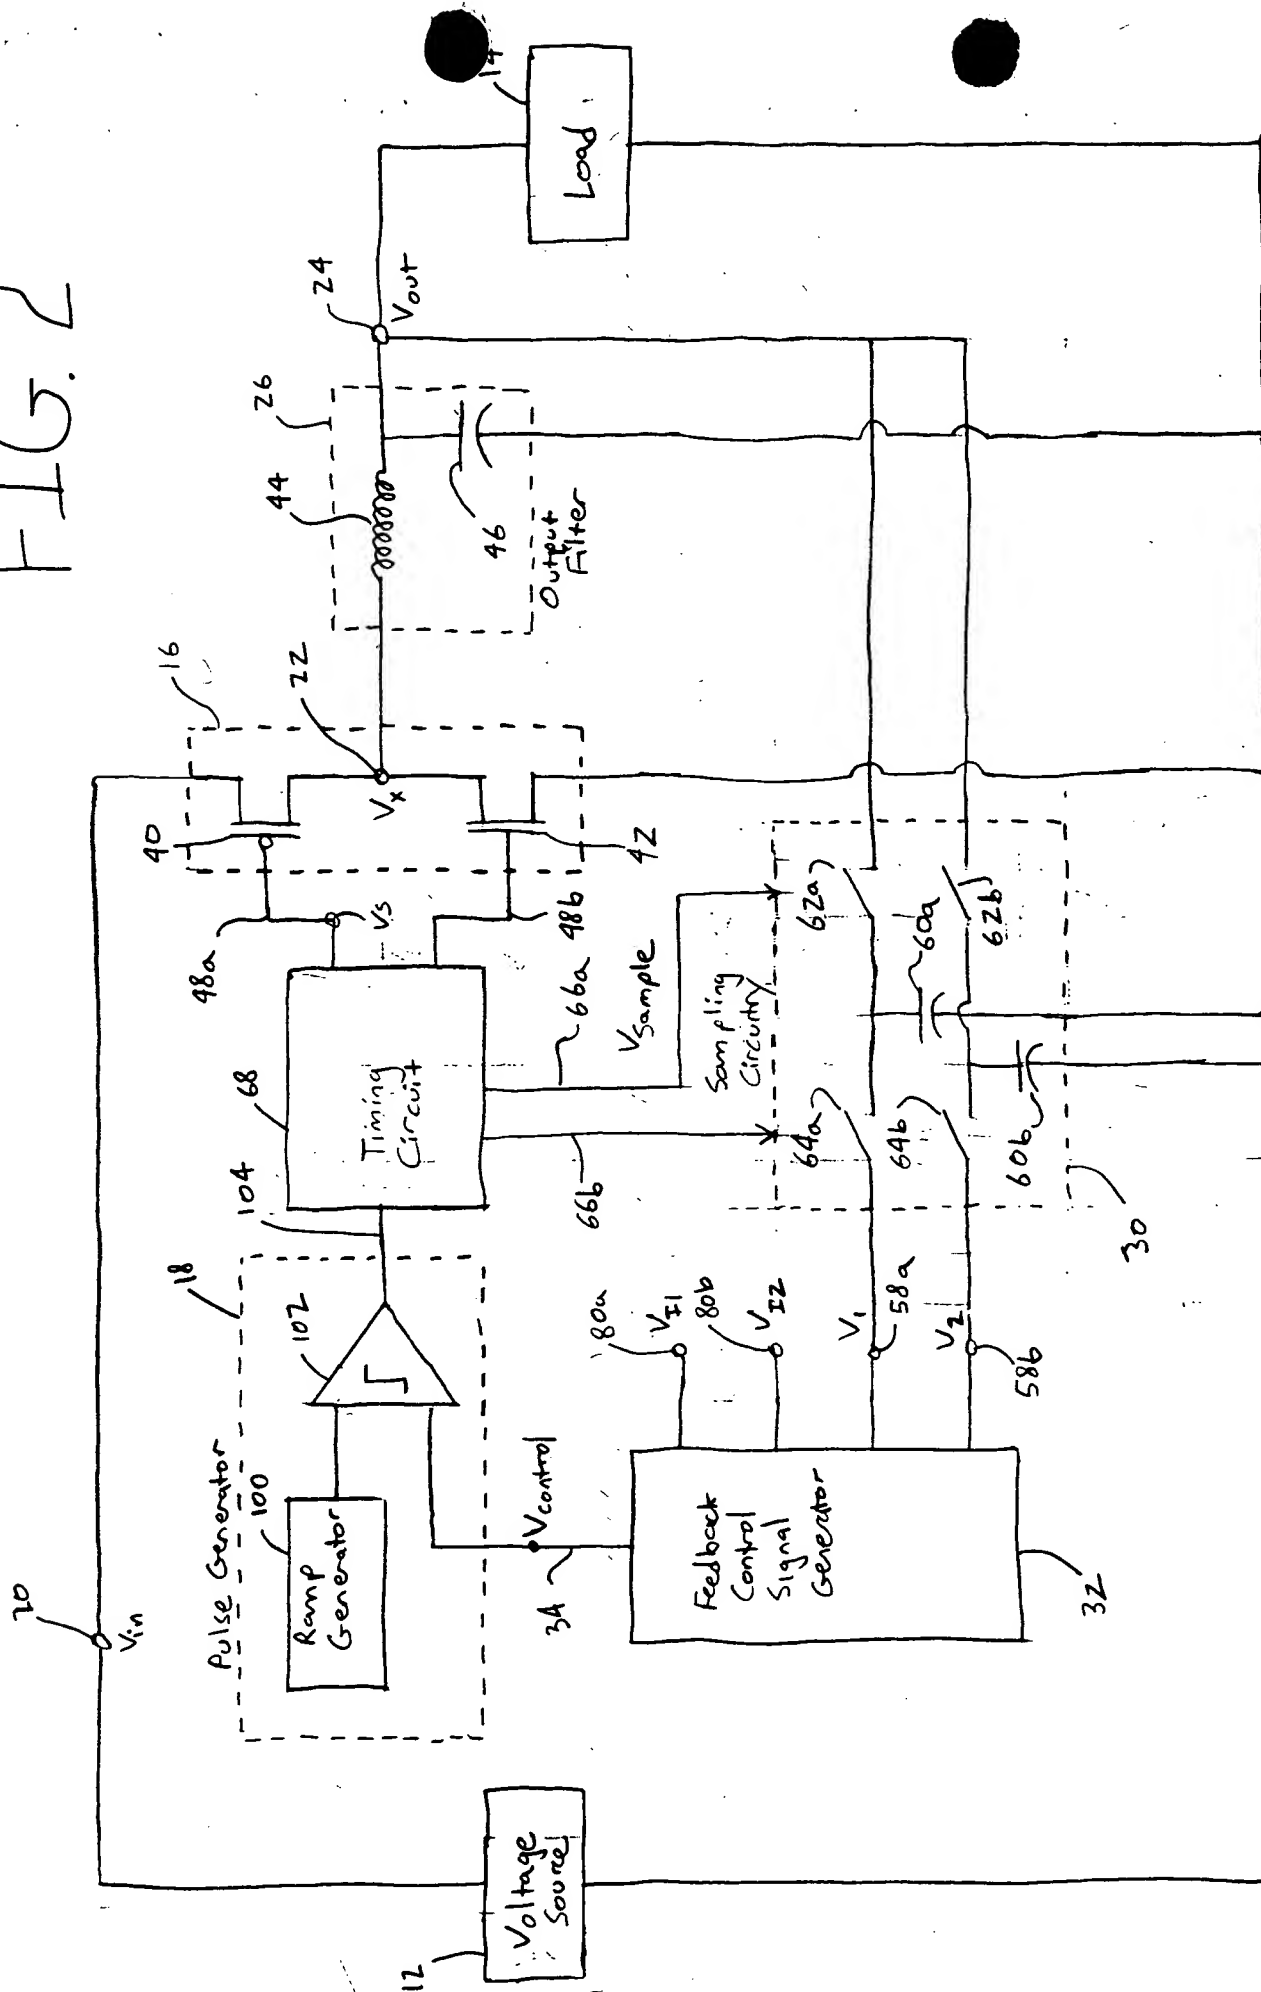 FIG. 2
20
Vin
16
40
48a
Vs
22
Vx
42
48b
26
44
46
Output
Filter
24
Vout
14
Load
12
Voltage
Source
Pulse Generator
18
100
Ramp
Generator
102
104
68
Timing
Circuit
66a
Vsample
66b
Sampling
Circuitry
34
Vcontrol
80a
VI1
80b
VI2
V1
58a
V2
58b
Feedback
Control
Signal
Generator
32
62a
60a
62b
64a
64b
60b
30